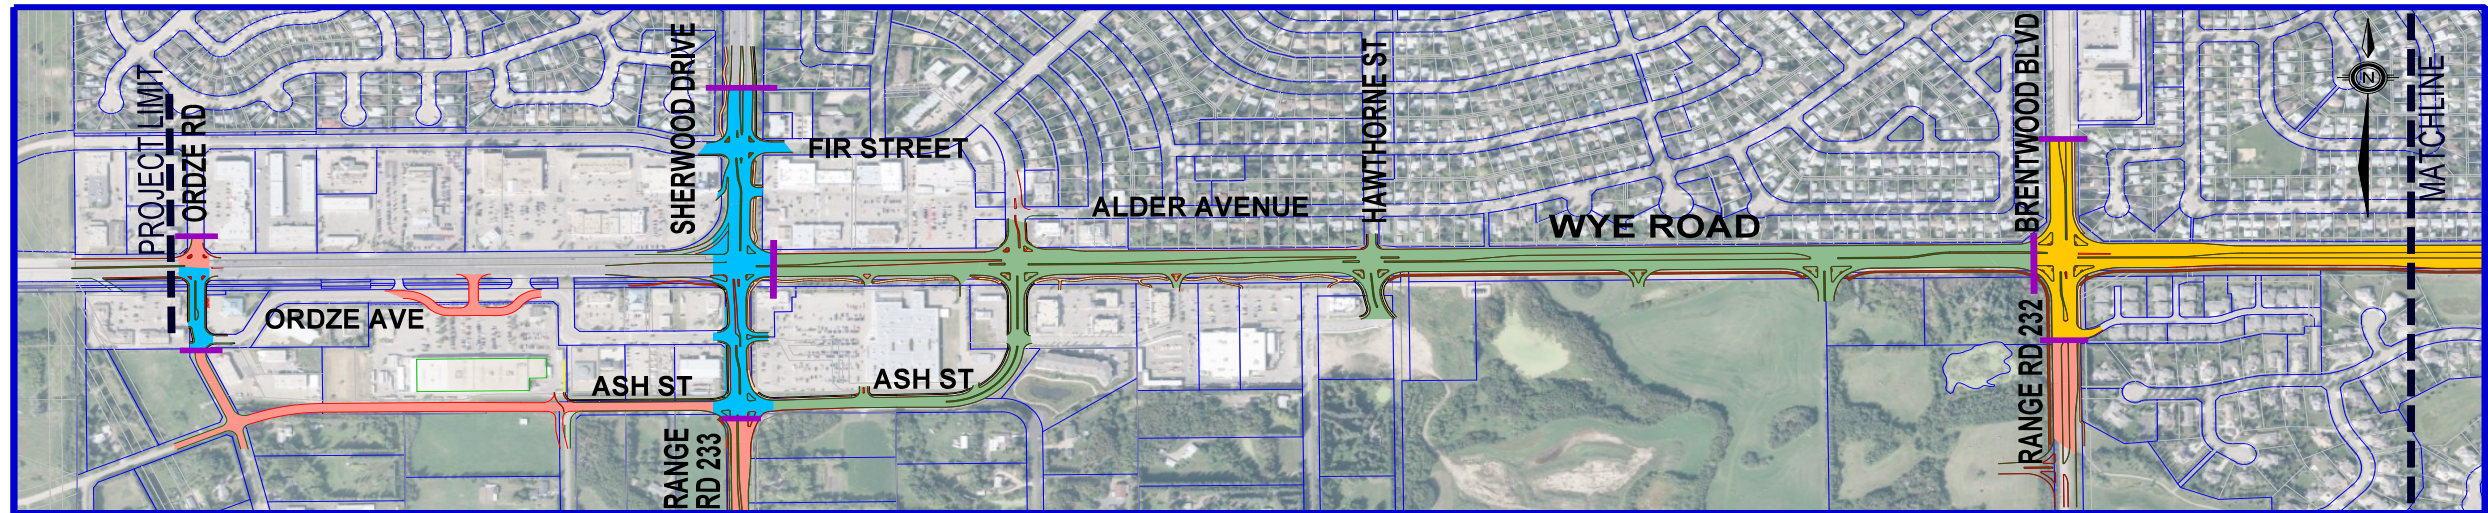 PROJECT LIMIT
ORDZE RD
SHERWOOD DRIVE
FIR STREET
HAWTHORNE ST
ALDER AVENUE
WYE ROAD
BRENTWOOD BLVD
N
MATCHLINE
ORDZE AVE
ASH ST
ASH ST
RANGE
RD 233
RANGE RD 232